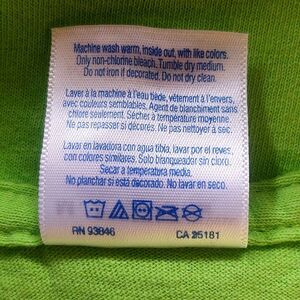 Machine wash warm, inside out, with like colors.
Only non-chlorine bleach. Tumble dry medium.
Do not iron if decorated. Do not dry clean.
Laver à la machine à l'eau tiède, vêtement à l'envers,
avec couleurs semblables. Agent de blanchiment sans
chlore seulement. Sécher à température moyenne.
Ne pas repasser si décorés. Ne pas nettoyer à sec.
Lavar en lavadora con agua tibia, lavar por el reves,
con colores similares. Solo blanqueador sin cloro.
Secar a temperatura media.
No planchar si está decorado. No lavar en seco.
RN 93846 CA 25181